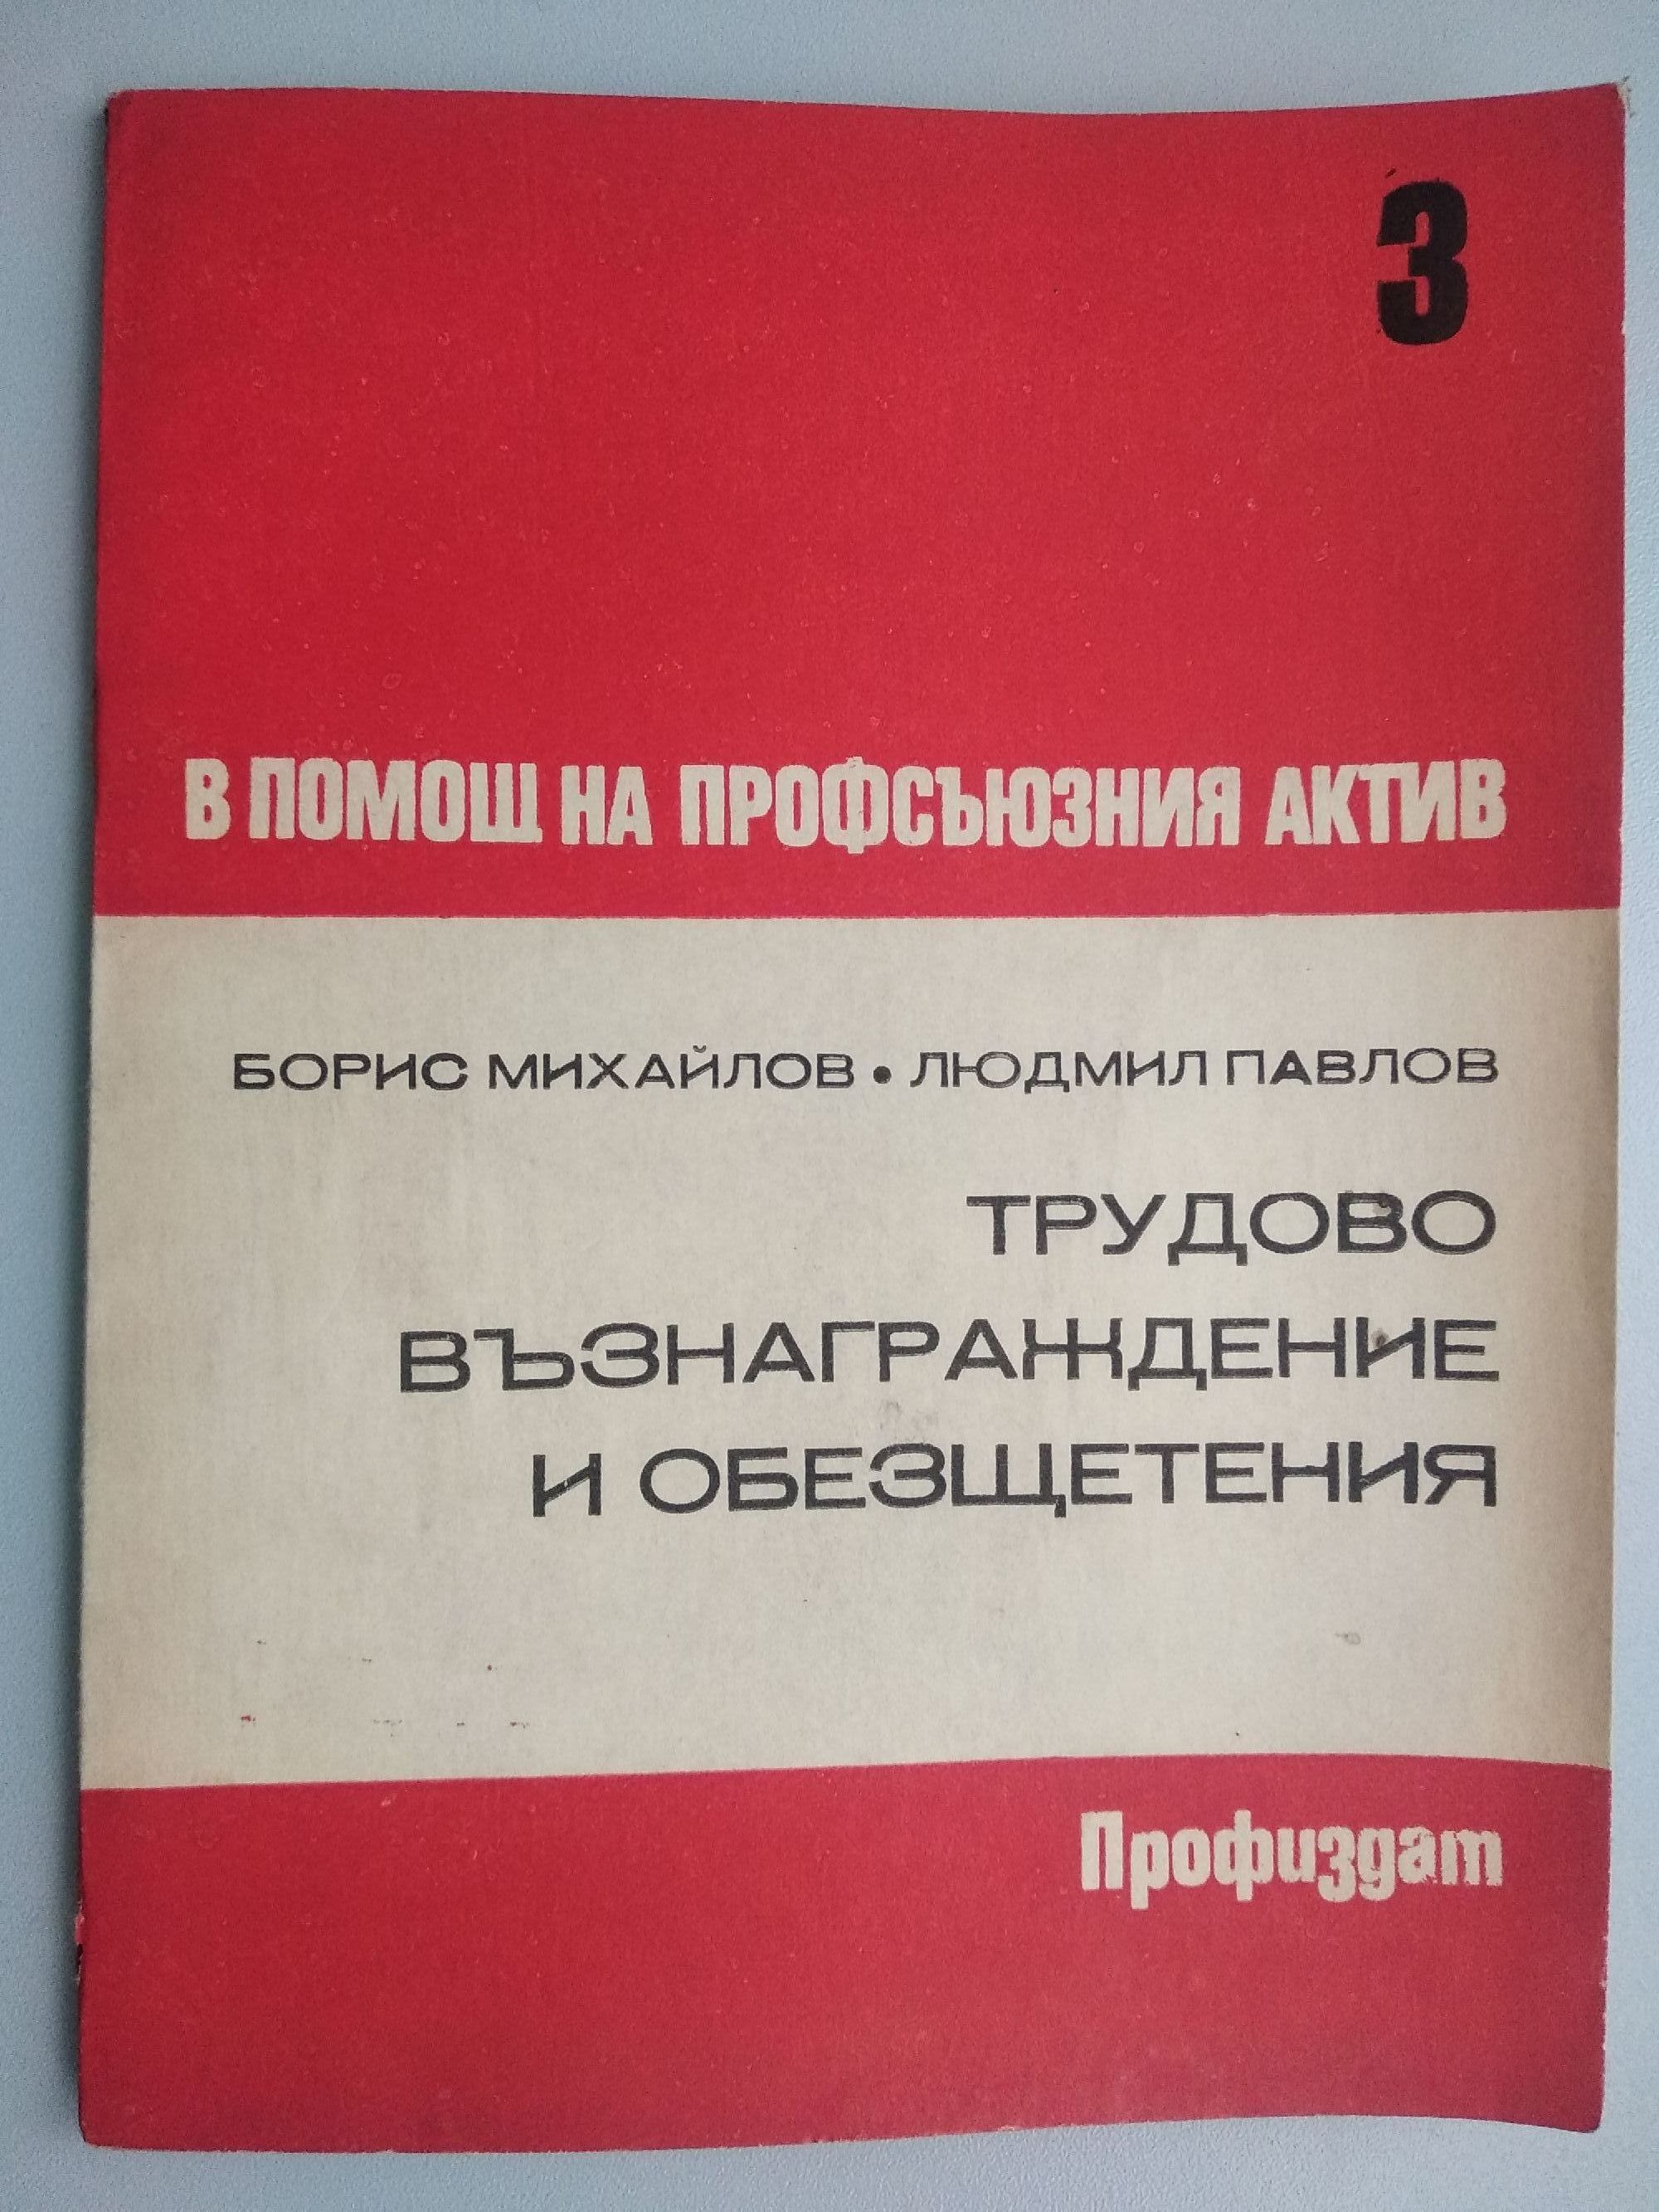 3
В ПОМОЩ НА ПРОФСЪЮЗНИЯ АКТИВ
БОРИС МИХАЙЛОВ • ЛЮДМИЛ ПАВЛОВ
ТРУДОВО
ВЪЗНАГРАЖДЕНИЕ
И ОБЕЗЩЕТЕНИЯ
Профиздат